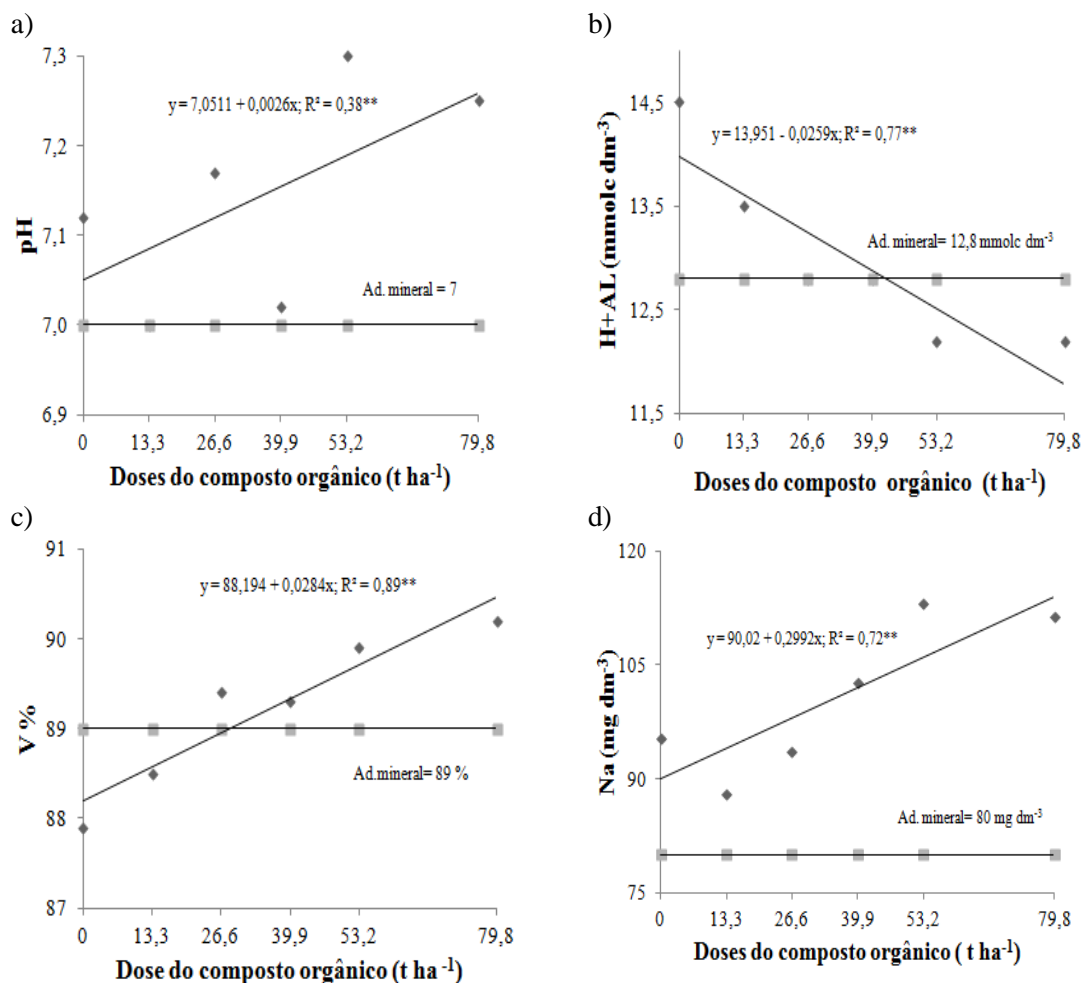 a)
7,3
7,2
7,1
7,0
6,9
pH
y = 7,0511 + 0,0026x; R² = 0,38**
Ad. mineral = 7
0 13,3 26,6 39,9 53,2 79,8
Doses do composto orgânico (t ha⁻¹)
b)
14,5
13,5
12,5
11,5
H+AL (mmolc dm⁻³)
y = 13,951 - 0,0259x; R² = 0,77**
Ad. mineral= 12,8 mmolc dm⁻³
0 13,3 26,6 39,9 53,2 79,8
Doses do composto orgânico (t ha⁻¹)
c)
91
90
89
88
87
V %
y = 88,194 + 0,0284x; R² = 0,89**
Ad.mineral= 89 %
0 13,3 26,6 39,9 53,2 79,8
Dose do composto orgânico (t ha ⁻¹)
d)
120
105
90
75
Na (mg dm⁻³)
y = 90,02 + 0,2992x; R² = 0,72**
Ad. mineral= 80 mg dm⁻³
0 13,3 26,6 39,9 53,2 79,8
Doses do composto orgânico ( t ha⁻¹)